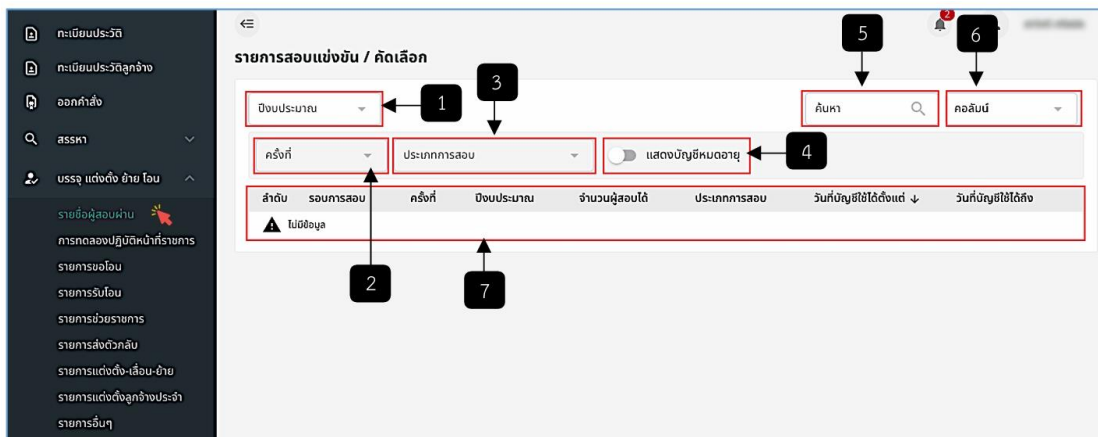 ทะเบียนประวัติ
ทะเบียนประวัติลูกจ้าง
ออกคำสั่ง
สรรหา
บรรจุ แต่งตั้ง ย้าย โอน
รายชื่อผู้สอบผ่าน
การทดลองปฏิบัติหน้าที่ราชการ
รายการขอโอน
รายการรับโอน
รายการช่วยราชการ
รายการส่งตัวกลับ
รายการแต่งตั้ง-เลื่อน-ย้าย
รายการแต่งตั้งลูกจ้างประจำ
รายการอื่นๆ
2
5 6
รายการสอบแข่งขัน / คัดเลือก
3
ปีงบประมาณ 1 ค้นหา คอลัมน์
ครั้งที่ ประเภทการสอบ แสดงบัญชีหมดอายุ 4
ลำดับ รอบการสอบ ครั้งที่ ปีงบประมาณ จำนวนผู้สอบได้ ประเภทการสอบ วันที่บัญชีใช้ได้ตั้งแต่ ↓ วันที่บัญชีใช้ได้ถึง
ไม่มีข้อมูล
2 7